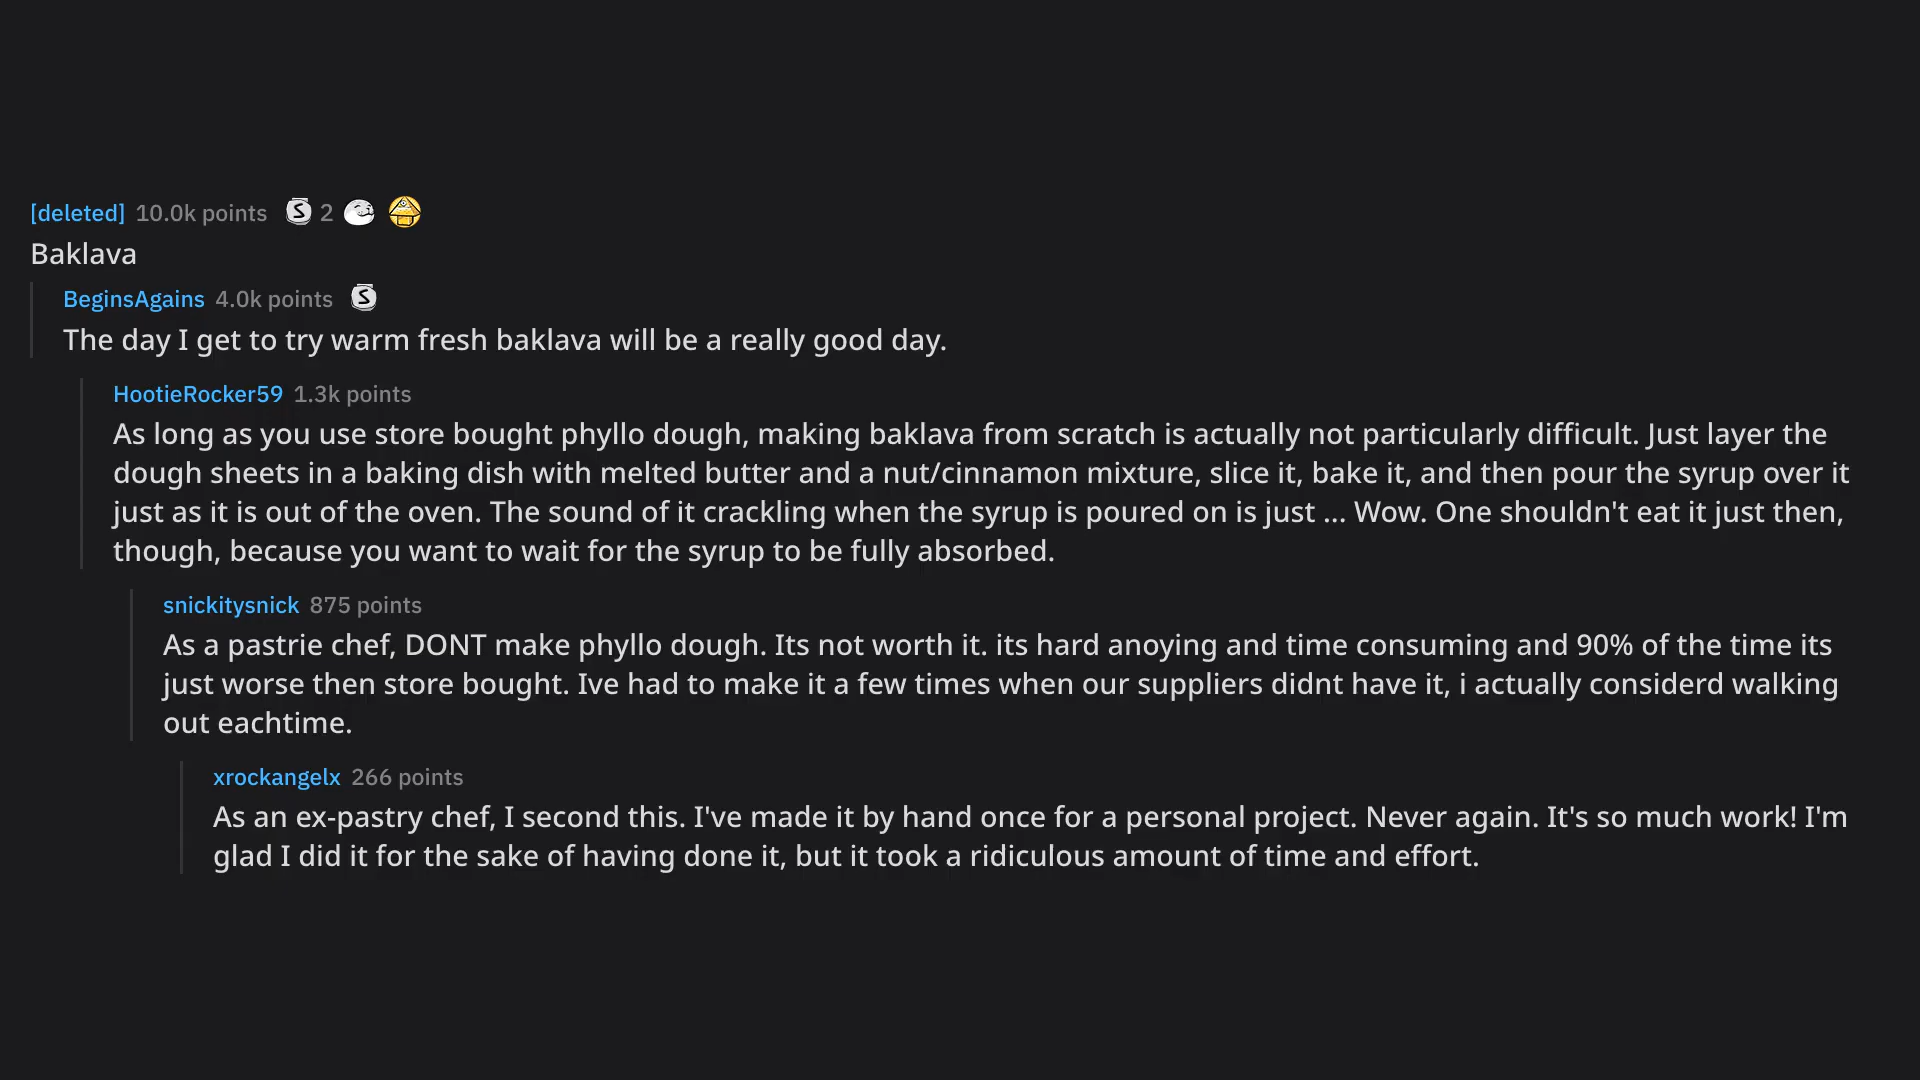 [deleted] 10.0k points S 2
Baklava
BeginsAgains 4.0k points S
The day I get to try warm fresh baklava will be a really good day.
HootieRocker59 1.3k points
As long as you use store bought phyllo dough, making baklava from scratch is actually not particularly difficult. Just layer the
dough sheets in a baking dish with melted butter and a nut/cinnamon mixture, slice it, bake it, and then pour the syrup over it
just as it is out of the oven. The sound of it crackling when the syrup is poured on is just ... Wow. One shouldn't eat it just then,
though, because you want to wait for the syrup to be fully absorbed.
snickitysnick 875 points
As a pastrie chef, DONT make phyllo dough. Its not worth it. its hard anoying and time consuming and 90% of the time its
just worse then store bought. Ive had to make it a few times when our suppliers didnt have it, i actually considerd walking
out eachtime.
xrockangelx 266 points
As an ex-pastry chef, I second this. I've made it by hand once for a personal project. Never again. It's so much work! I'm
glad I did it for the sake of having done it, but it took a ridiculous amount of time and effort.